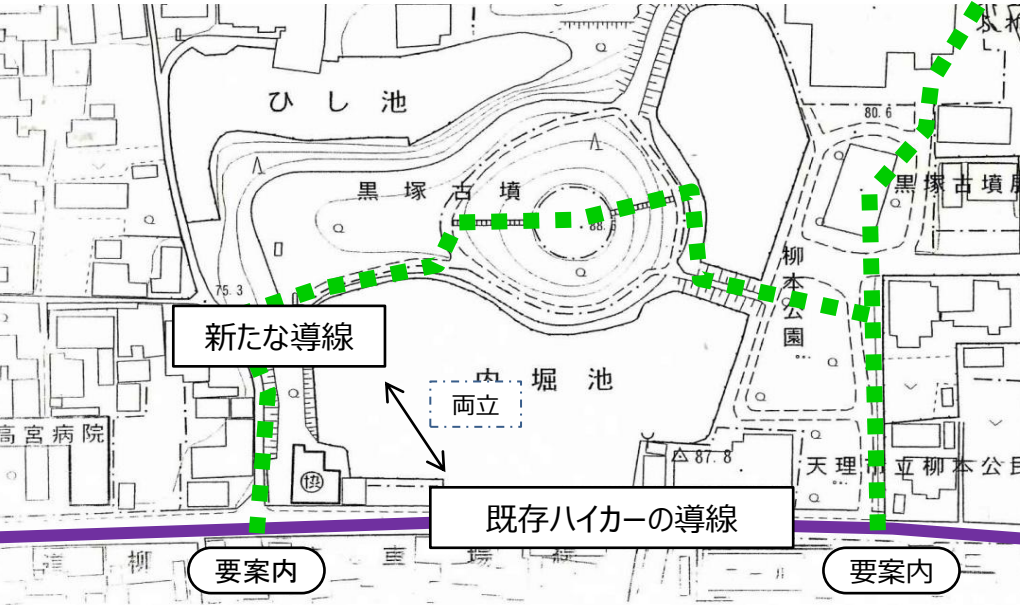 ひし池
80.6
黒塚古墳
黒塚古墳展
88.
柳本公園
75.3
新たな導線
内堀池
両立
高宮病院
87.8
天理市立柳本公民
既存ハイカーの導線
柳
要案内
要案内